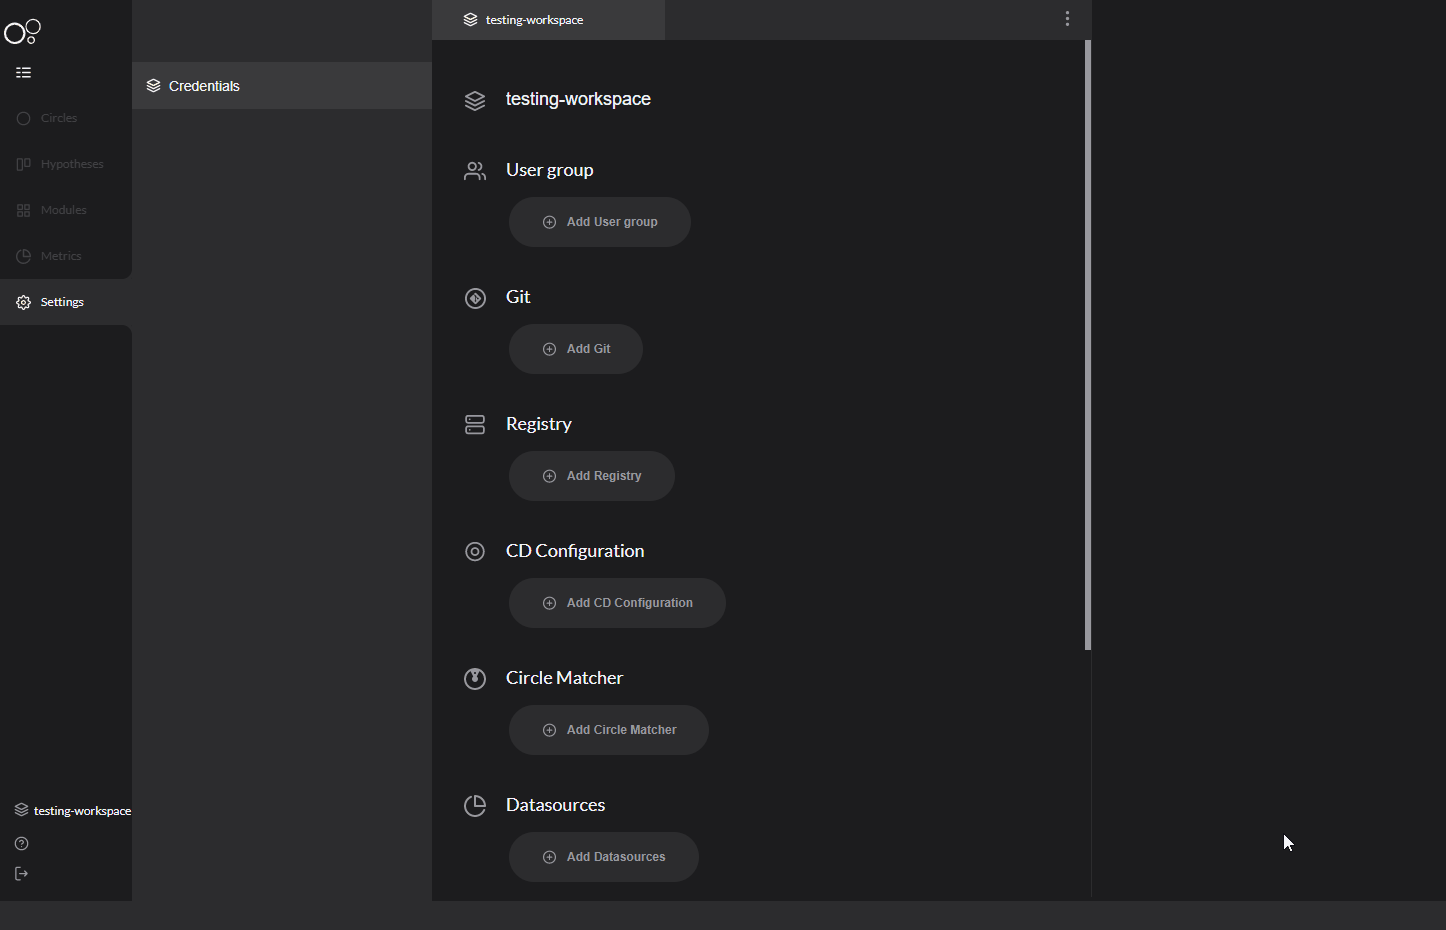 Circles
Hypotheses
Modules
Metrics
Settings
testing-workspace
Credentials
testing-workspace
testing-workspace
User group
Add User group
Git
Add Git
Registry
Add Registry
CD Configuration
Add CD Configuration
Circle Matcher
Add Circle Matcher
Datasources
Add Datasources